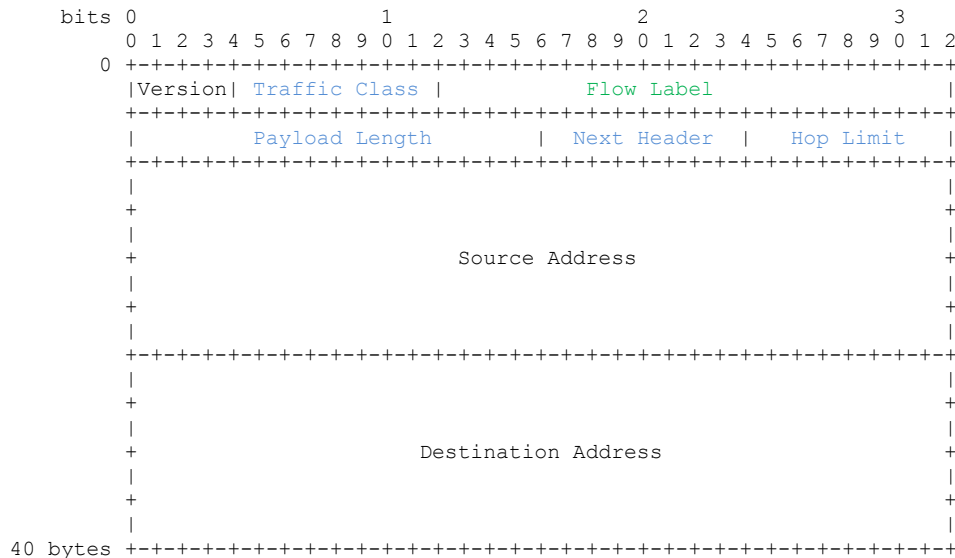 bits 0                   1                   2                   3
0 1 2 3 4 5 6 7 8 9 0 1 2 3 4 5 6 7 8 9 0 1 2 3 4 5 6 7 8 9 0 1 2
0 +-+-+-+-+-+-+-+-+-+-+-+-+-+-+-+-+-+-+-+-+-+-+-+-+-+-+-+-+-+-+-+-+
|Version| Traffic Class |           Flow Label                  |
+-+-+-+-+-+-+-+-+-+-+-+-+-+-+-+-+-+-+-+-+-+-+-+-+-+-+-+-+-+-+-+-+
|         Payload Length        |  Next Header  |   Hop Limit   |
+-+-+-+-+-+-+-+-+-+-+-+-+-+-+-+-+-+-+-+-+-+-+-+-+-+-+-+-+-+-+-+-+
|                                                               |
+                                                               +
|                                                               |
+                         Source Address                        +
|                                                               |
+                                                               +
|                                                               |
+-+-+-+-+-+-+-+-+-+-+-+-+-+-+-+-+-+-+-+-+-+-+-+-+-+-+-+-+-+-+-+-+
|                                                               |
+                                                               +
|                                                               |
+                      Destination Address                      +
|                                                               |
+                                                               +
|                                                               |
40 bytes +-+-+-+-+-+-+-+-+-+-+-+-+-+-+-+-+-+-+-+-+-+-+-+-+-+-+-+-+-+-+-+-+